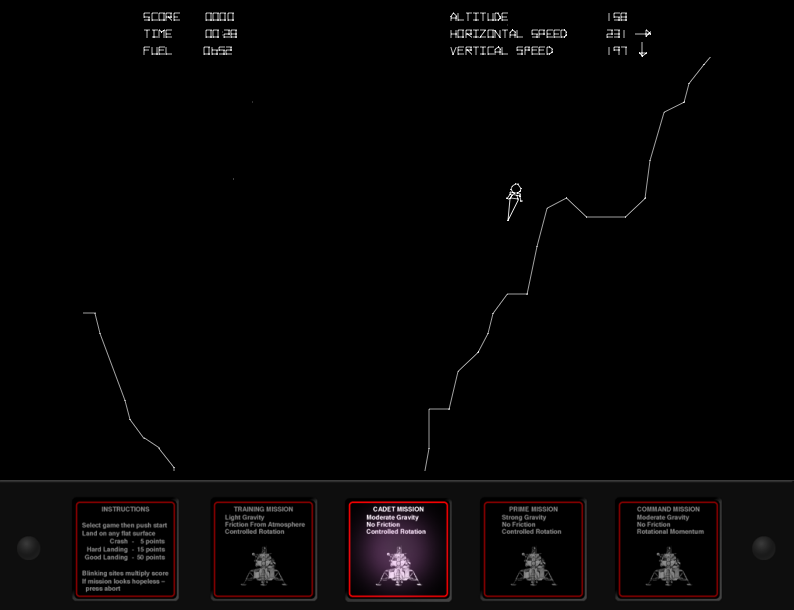 SCORE 0000
TIME 00:28
FUEL 0652
ALTITUDE 158
HORIZONTAL SPEED 231 →
VERTICAL SPEED 197 ↓
INSTRUCTIONS
Select game then push start
Land on any flat surface
Crash - 5 points
Hard Landing - 15 points
Good Landing - 50 points
Blinking sites multiply score
If mission looks hopeless –
press abort
TRAINING MISSION
Light Gravity
Friction From Atmosphere
Controlled Rotation
CADET MISSION
Moderate Gravity
No Friction
Controlled Rotation
PRIME MISSION
Strong Gravity
No Friction
Controlled Rotation
COMMAND MISSION
Moderate Gravity
No Friction
Rotational Momentum